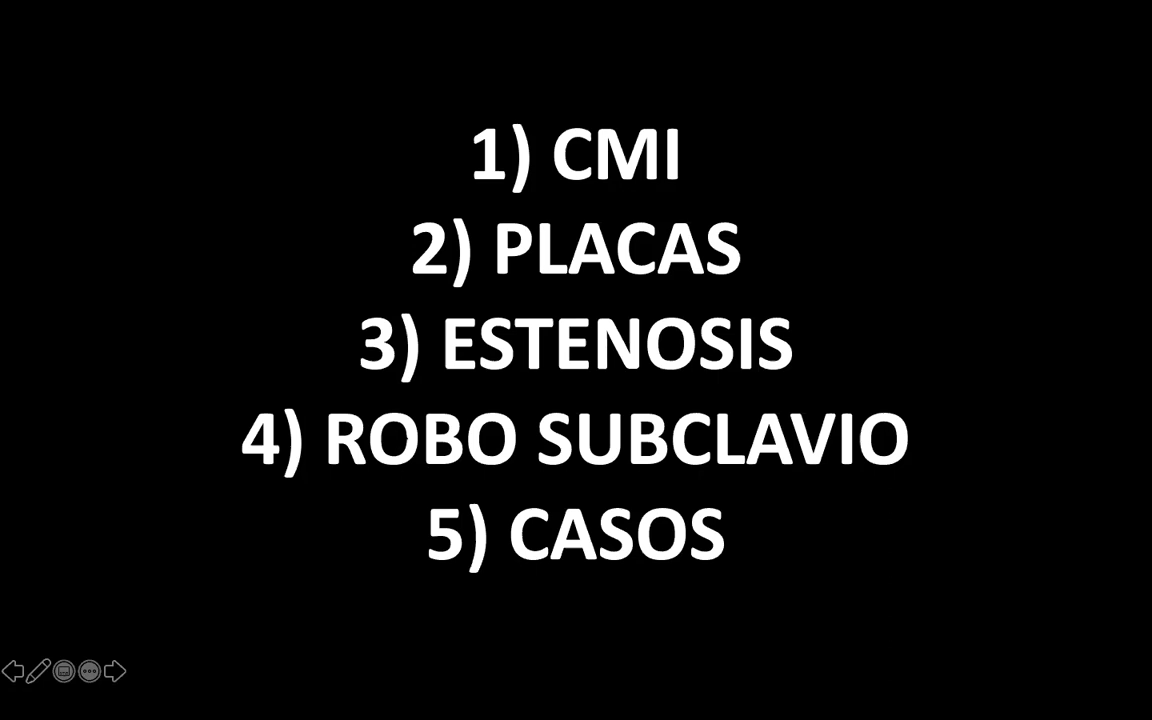 1) CMI
2) PLACAS
3) ESTENOSIS
4) ROBO SUBCLAVIO
5) CASOS